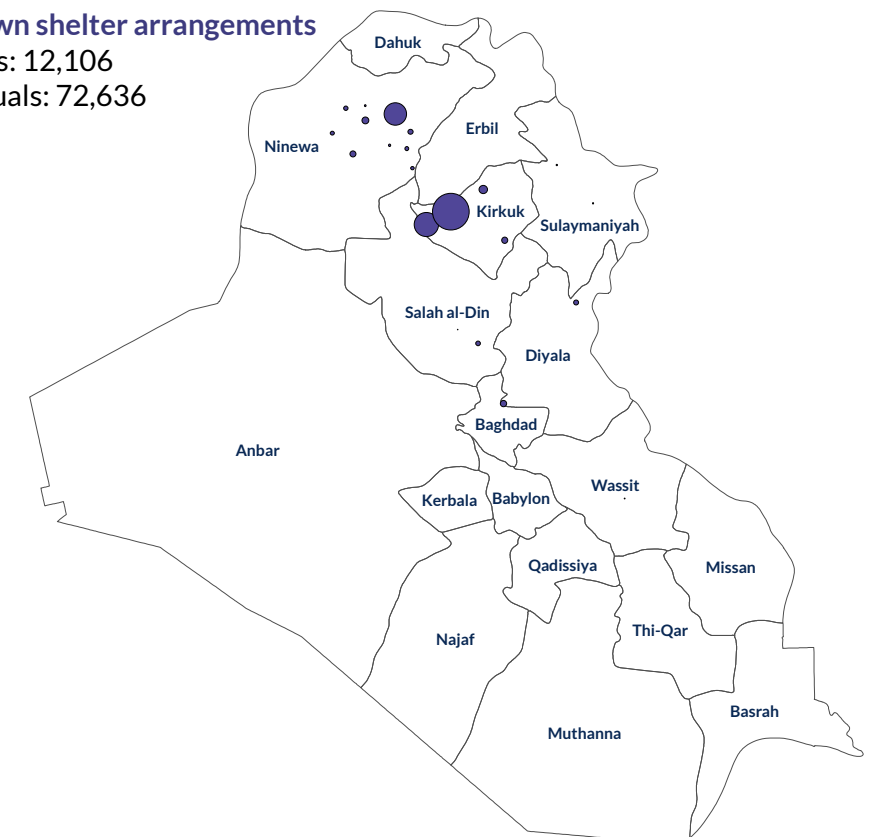 wn shelter arrangements
s: 12,106
uals: 72,636
Dahuk
Erbil
Ninewa
Kirkuk
Sulaymaniyah
Salah al-Din
Diyala
Baghdad
Anbar
Wassit
Kerbala
Babylon
Qadissiya
Missan
Thi-Qar
Najaf
Basrah
Muthanna